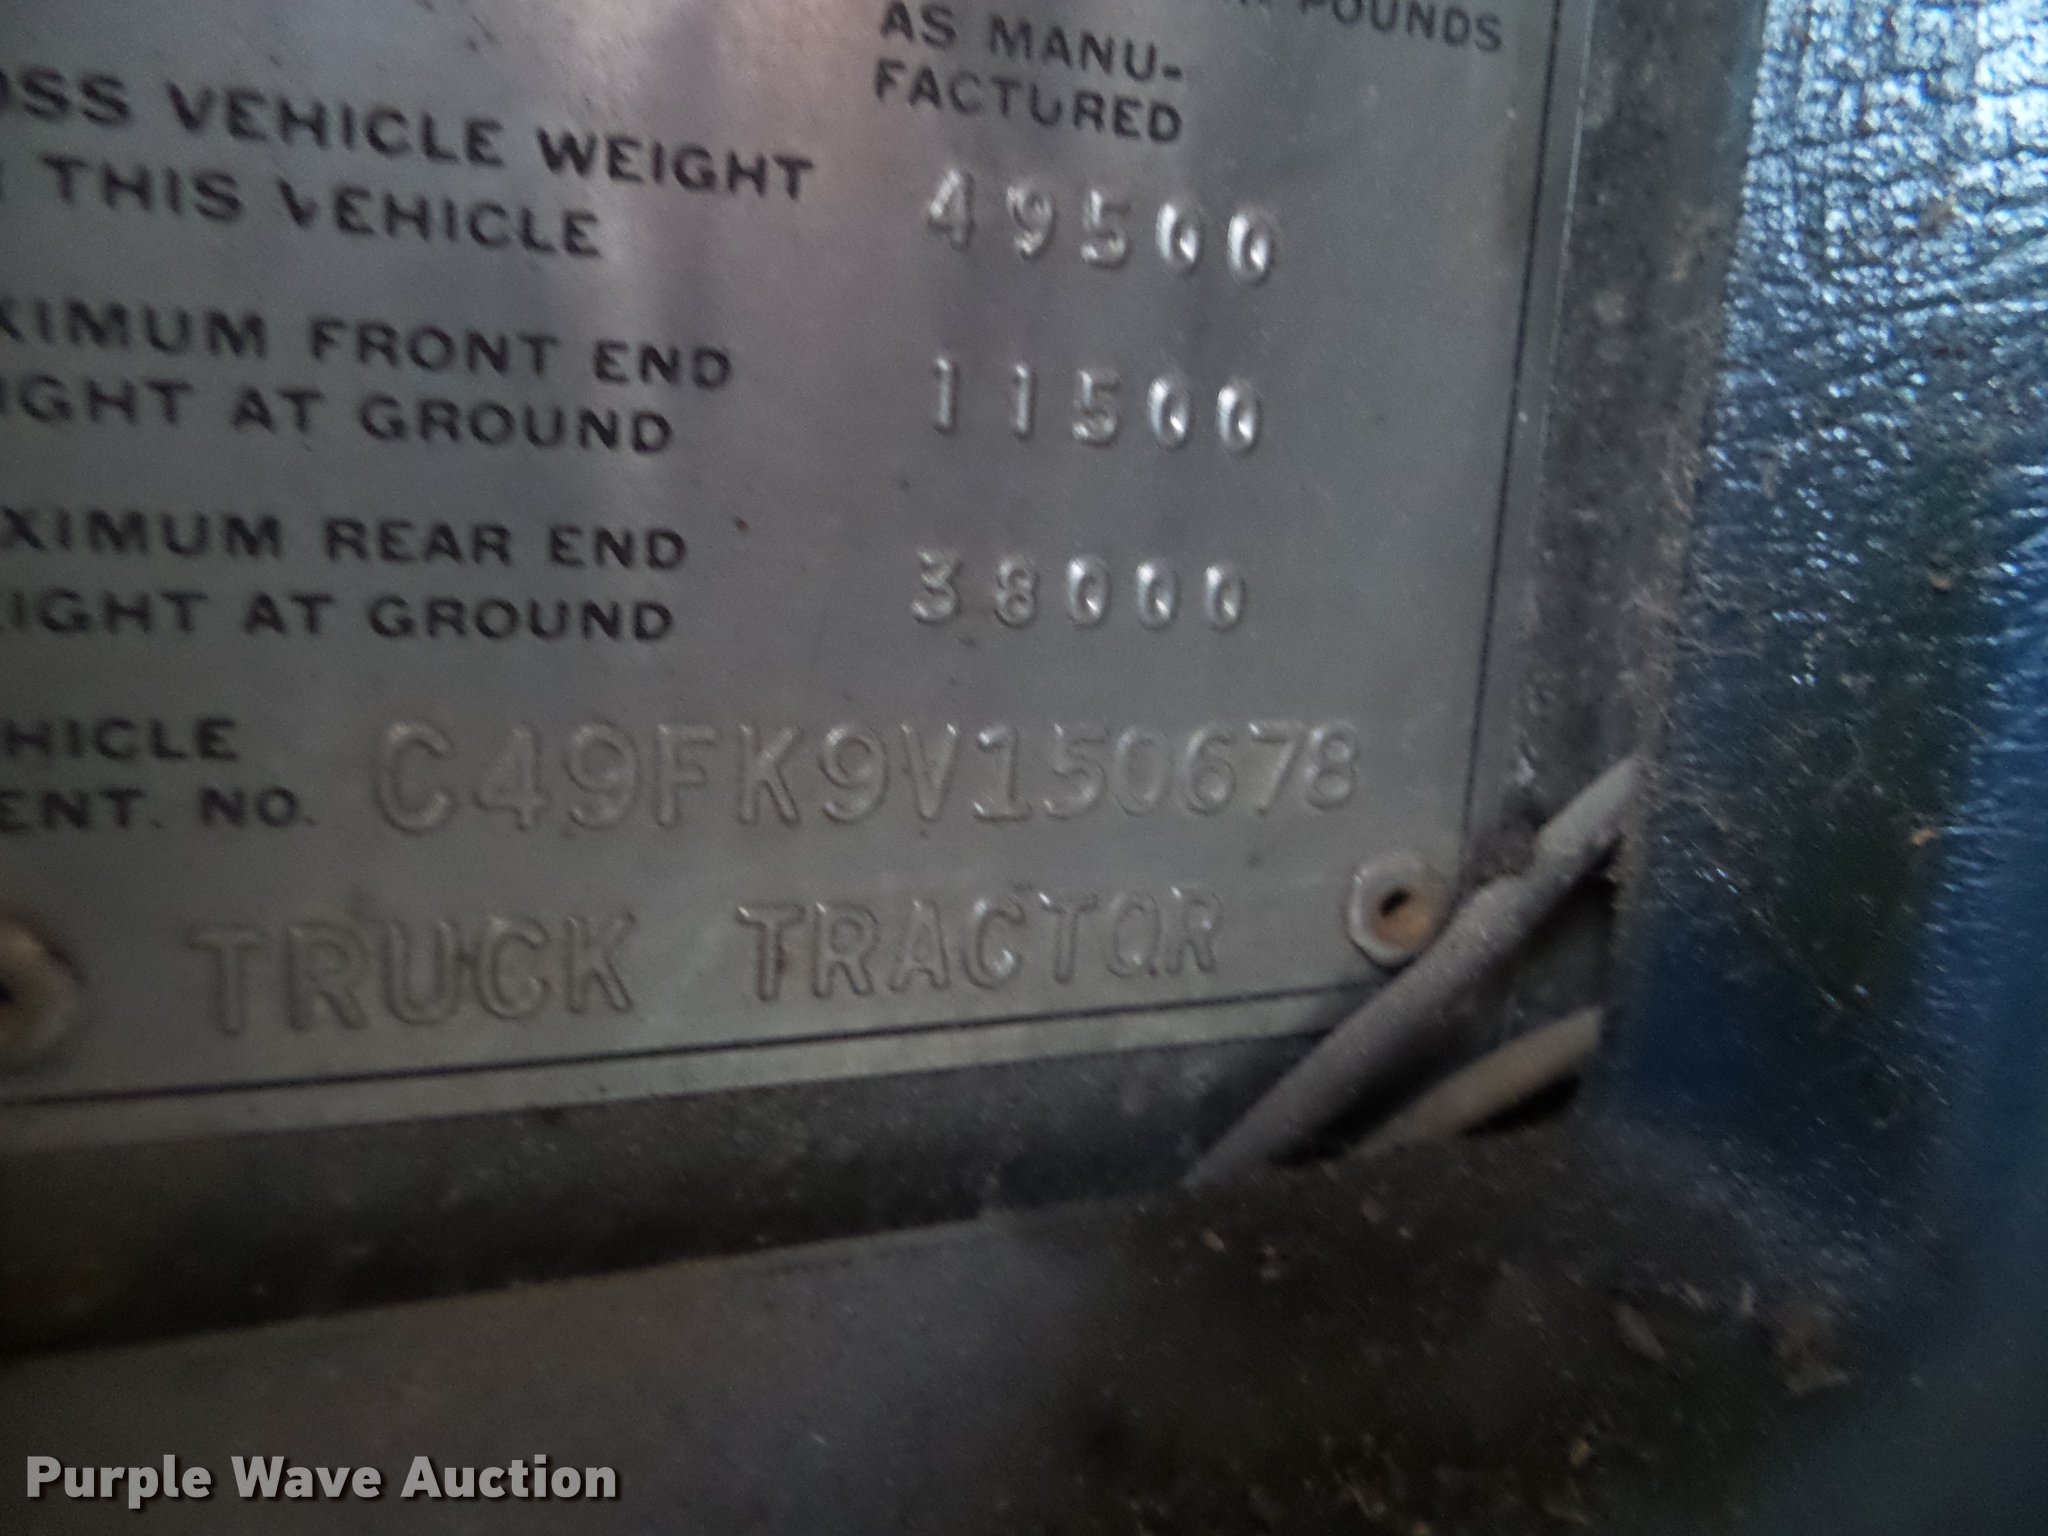 POUNDS
AS MANU-
FACTURED
OSS VEHICLE WEIGHT
THIS VEHICLE 49500
XIMUM FRONT END
IGHT AT GROUND 11500
XIMUM REAR END
IGHT AT GROUND 38000
HICLE
ENT. NO. C49FK9V150678
TRUCK TRACTOR
Purple Wave Auction